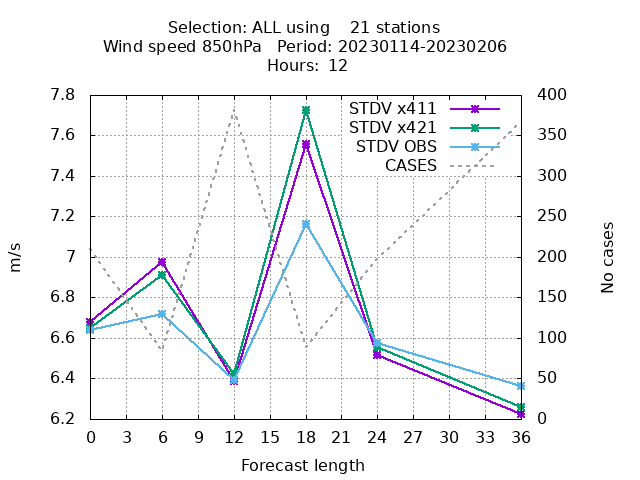 Selection: ALL using    21 stations
Wind speed 850hPa   Period: 20230114-20230206
Hours:  12
STDV x411
STDV x421
STDV OBS
CASES
7.8
7.6
7.4
7.2
7
6.8
6.6
6.4
6.2
m/s
400
350
300
250
200
150
100
50
0
No cases
0 3 6 9 12 15 18 21 24 27 30 33 36
Forecast length